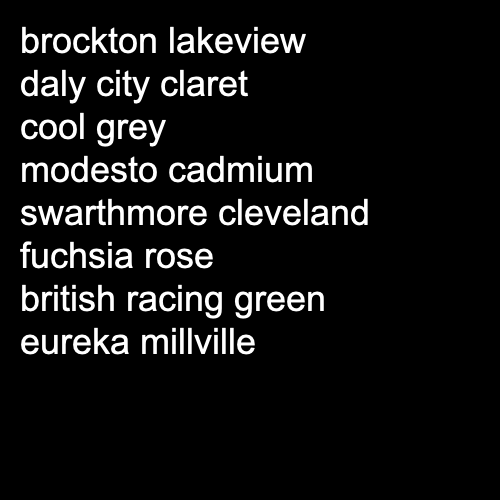 brockton lakeview
daly city claret
cool grey
modesto cadmium
swarthmore cleveland
fuchsia rose
british racing green
eureka millville